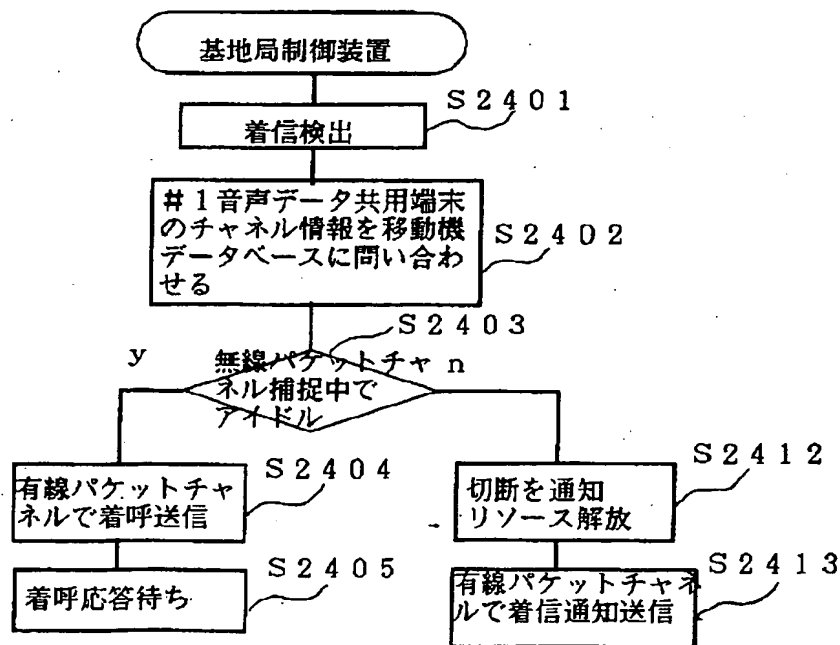 基地局制御装置
S2401
着信検出
#1音声データ共用端末
のチャネル情報を移動機
データベースに問い合わ
せる
S2402
S2403
y
無線パケットチャ
ネル捕捉中で
アイドル
n
S2404
有線パケットチャ
ネルで着呼送信
S2412
切断を通知
リソース解放
S2405
着呼応答待ち
S2413
有線パケットチャネ
ルで着信通知送信